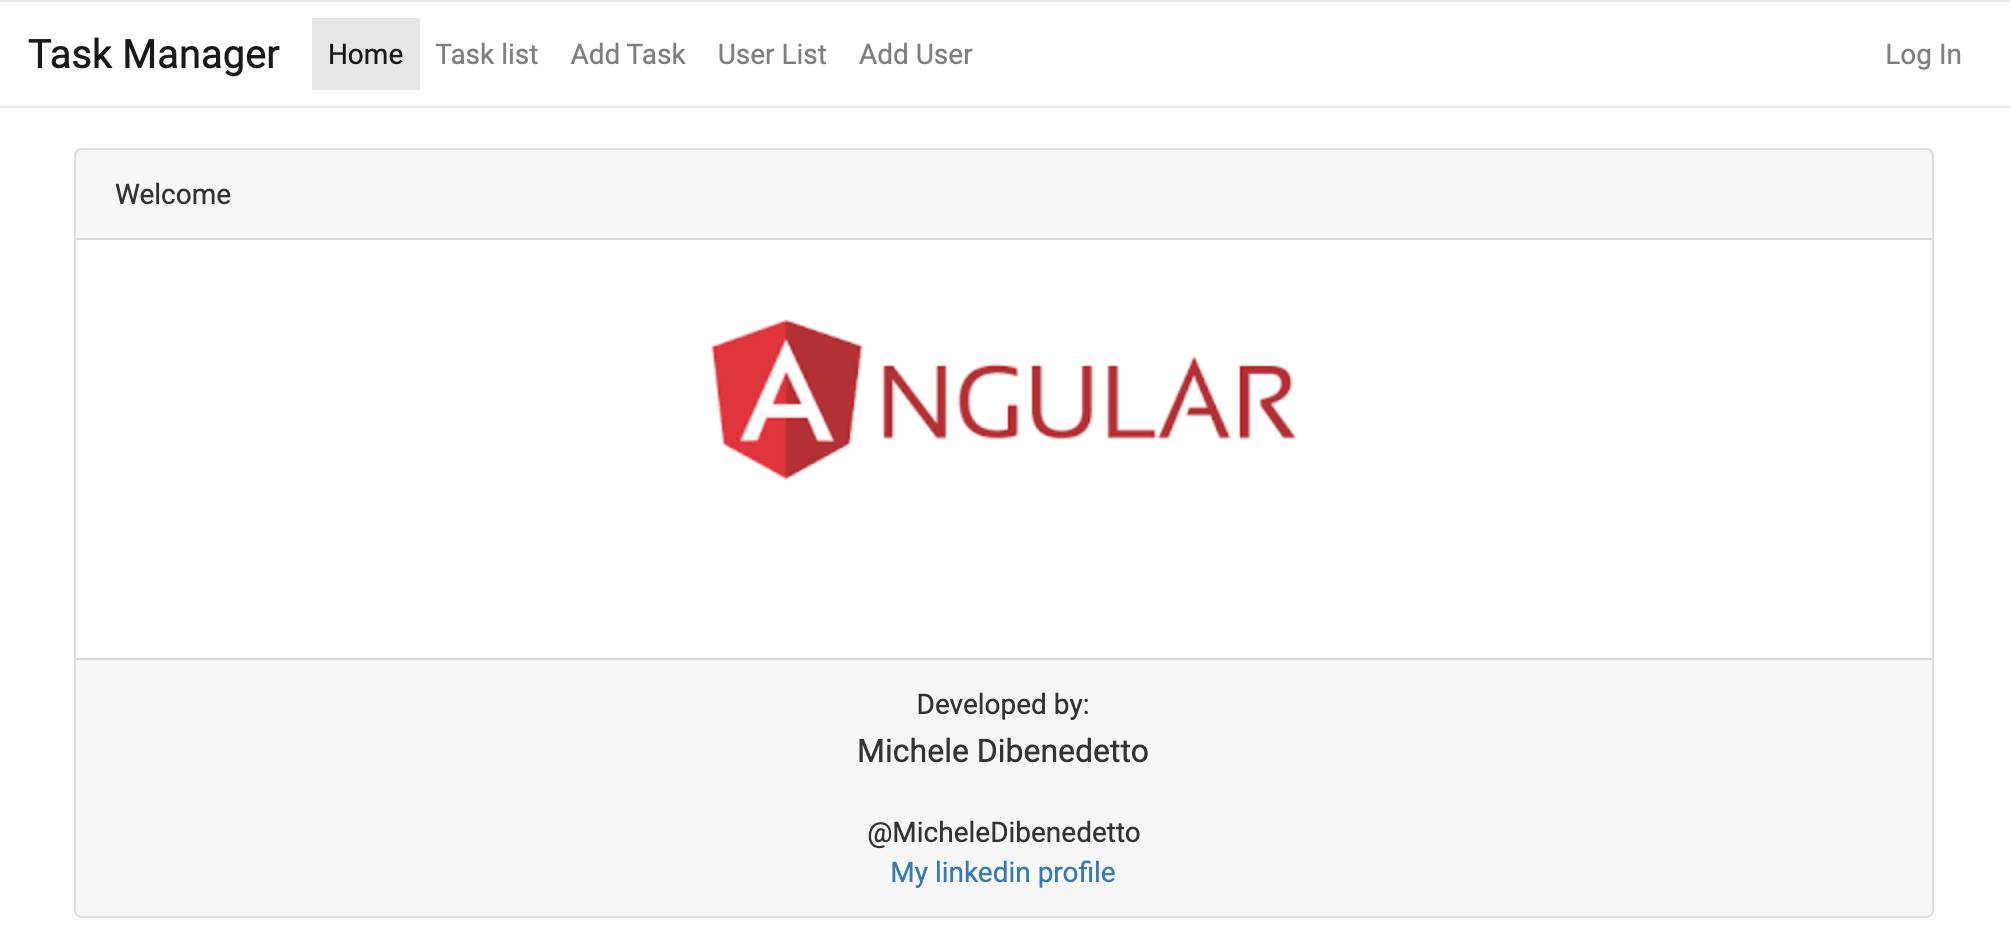 Task Manager Home Task list Add Task User List Add User Log In
Welcome
ANGULAR
Developed by:
Michele Dibenedetto
@MicheleDibenedetto
My linkedin profile